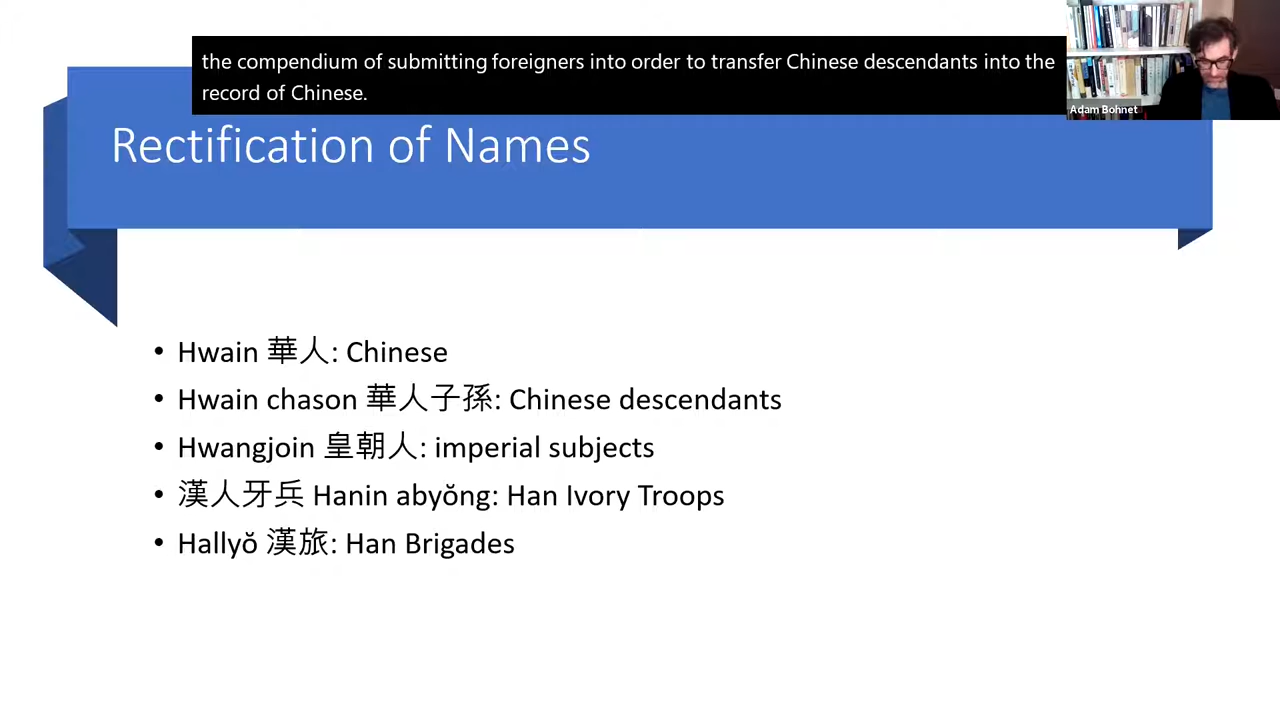 the compendium of submitting foreigners into order to transfer Chinese descendants into the
record of Chinese.
Adam Bohnet
Rectification of Names
• Hwain 華人: Chinese
• Hwain chason 華人子孫: Chinese descendants
• Hwangjoin 皇朝人: imperial subjects
• 漢人牙兵 Hanin abyŏng: Han Ivory Troops
• Hallyŏ 漢旅: Han Brigades